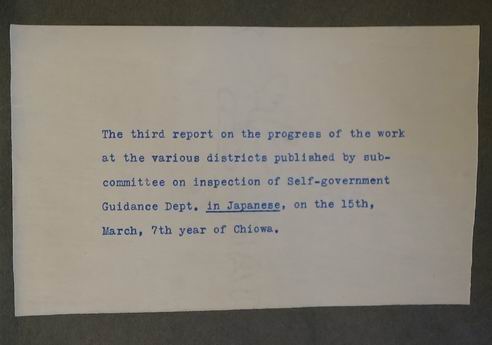 The third report on the progress of the work
at the various districts published by sub-
committee on inspection of Self-government
Guidance Dept. in Japanese, on the 15th,
March, 7th year of Chiowa.